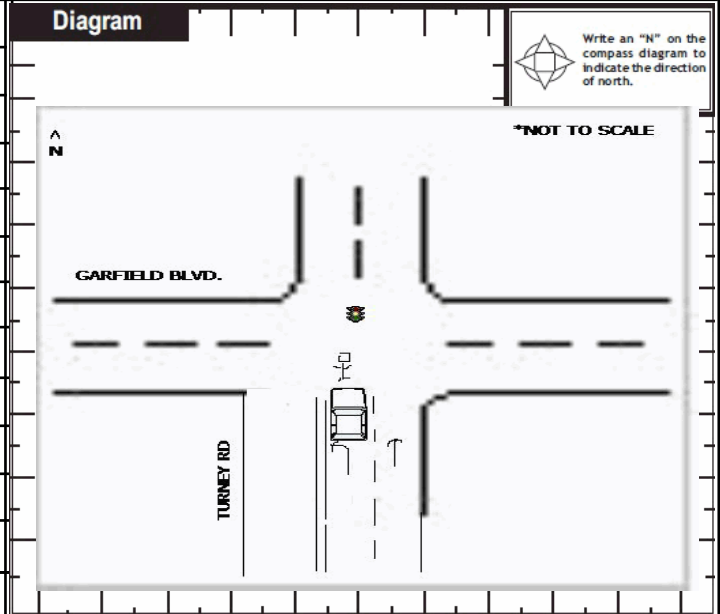 Diagram
Write an “N” on the
compass diagram to
indicate the direction
of north.
*NOT TO SCALE
^
N
GARFIELD BLVD.
TURNEY RD